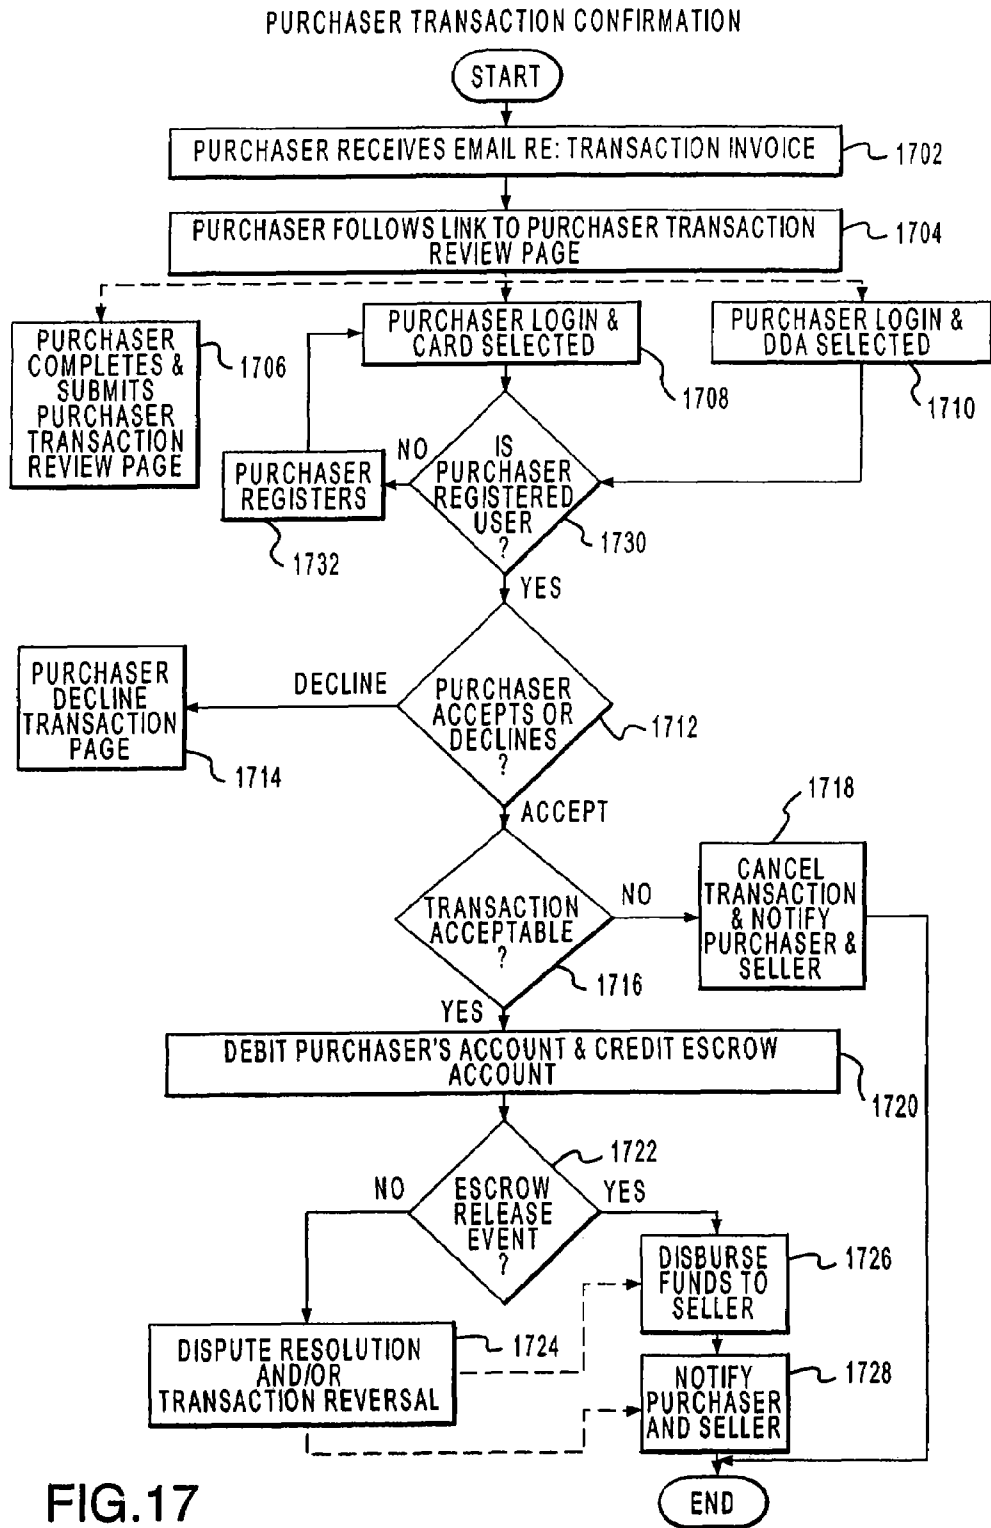 PURCHASER TRANSACTION CONFIRMATION
START
PURCHASER RECEIVES EMAIL RE: TRANSACTION INVOICE
1702
PURCHASER FOLLOWS LINK TO PURCHASER TRANSACTION
REVIEW PAGE
1704
PURCHASER
COMPLETES &
SUBMITS
PURCHASER
TRANSACTION
REVIEW PAGE
1706
PURCHASER LOGIN &
CARD SELECTED
1708
PURCHASER LOGIN &
DDA SELECTED
1710
IS
PURCHASER
REGISTERED
USER
?
1730
NO
PURCHASER
REGISTERS
1732
YES
PURCHASER
ACCEPTS OR
DECLINES
?
1712
DECLINE
PURCHASER
DECLINE
TRANSACTION
PAGE
1714
ACCEPT
TRANSACTION
ACCEPTABLE
?
1716
NO
1718
CANCEL
TRANSACTION
& NOTIFY
PURCHASER &
SELLER
YES
DEBIT PURCHASER'S ACCOUNT & CREDIT ESCROW
ACCOUNT
1720
ESCROW
RELEASE
EVENT
?
1722
NO
YES
DISBURSE
FUNDS TO
SELLER
1726
DISPUTE RESOLUTION
AND/OR
TRANSACTION REVERSAL
1724
NOTIFY
PURCHASER
AND SELLER
1728
END
FIG.17